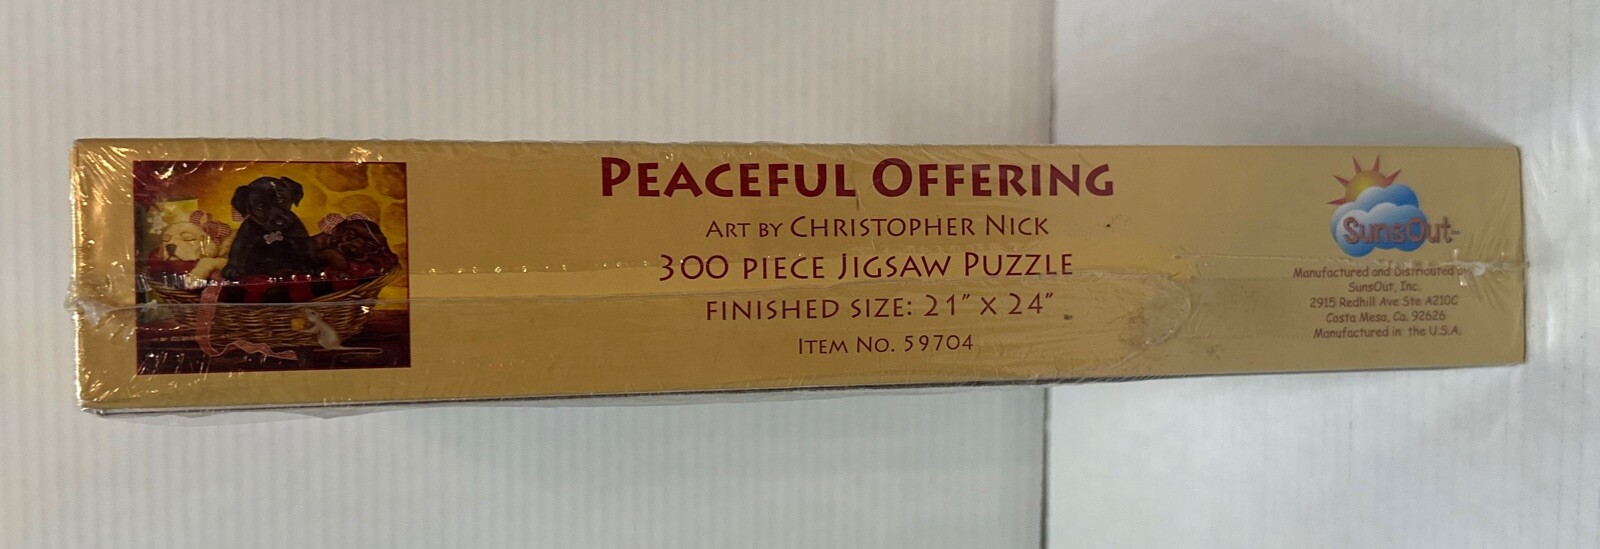 PEACEFUL OFFERING
ART BY CHRISTOPHER NICK
300 PIECE JIGSAW PUZZLE
FINISHED SIZE: 21" X 24"
ITEM NO. 59704
SunsOut
Manufactured and Distributed by
SunsOut, Inc.
2915 Redhill Ave Ste A210C
Costa Mesa, Ca. 92626
Manufactured in the U.S.A.